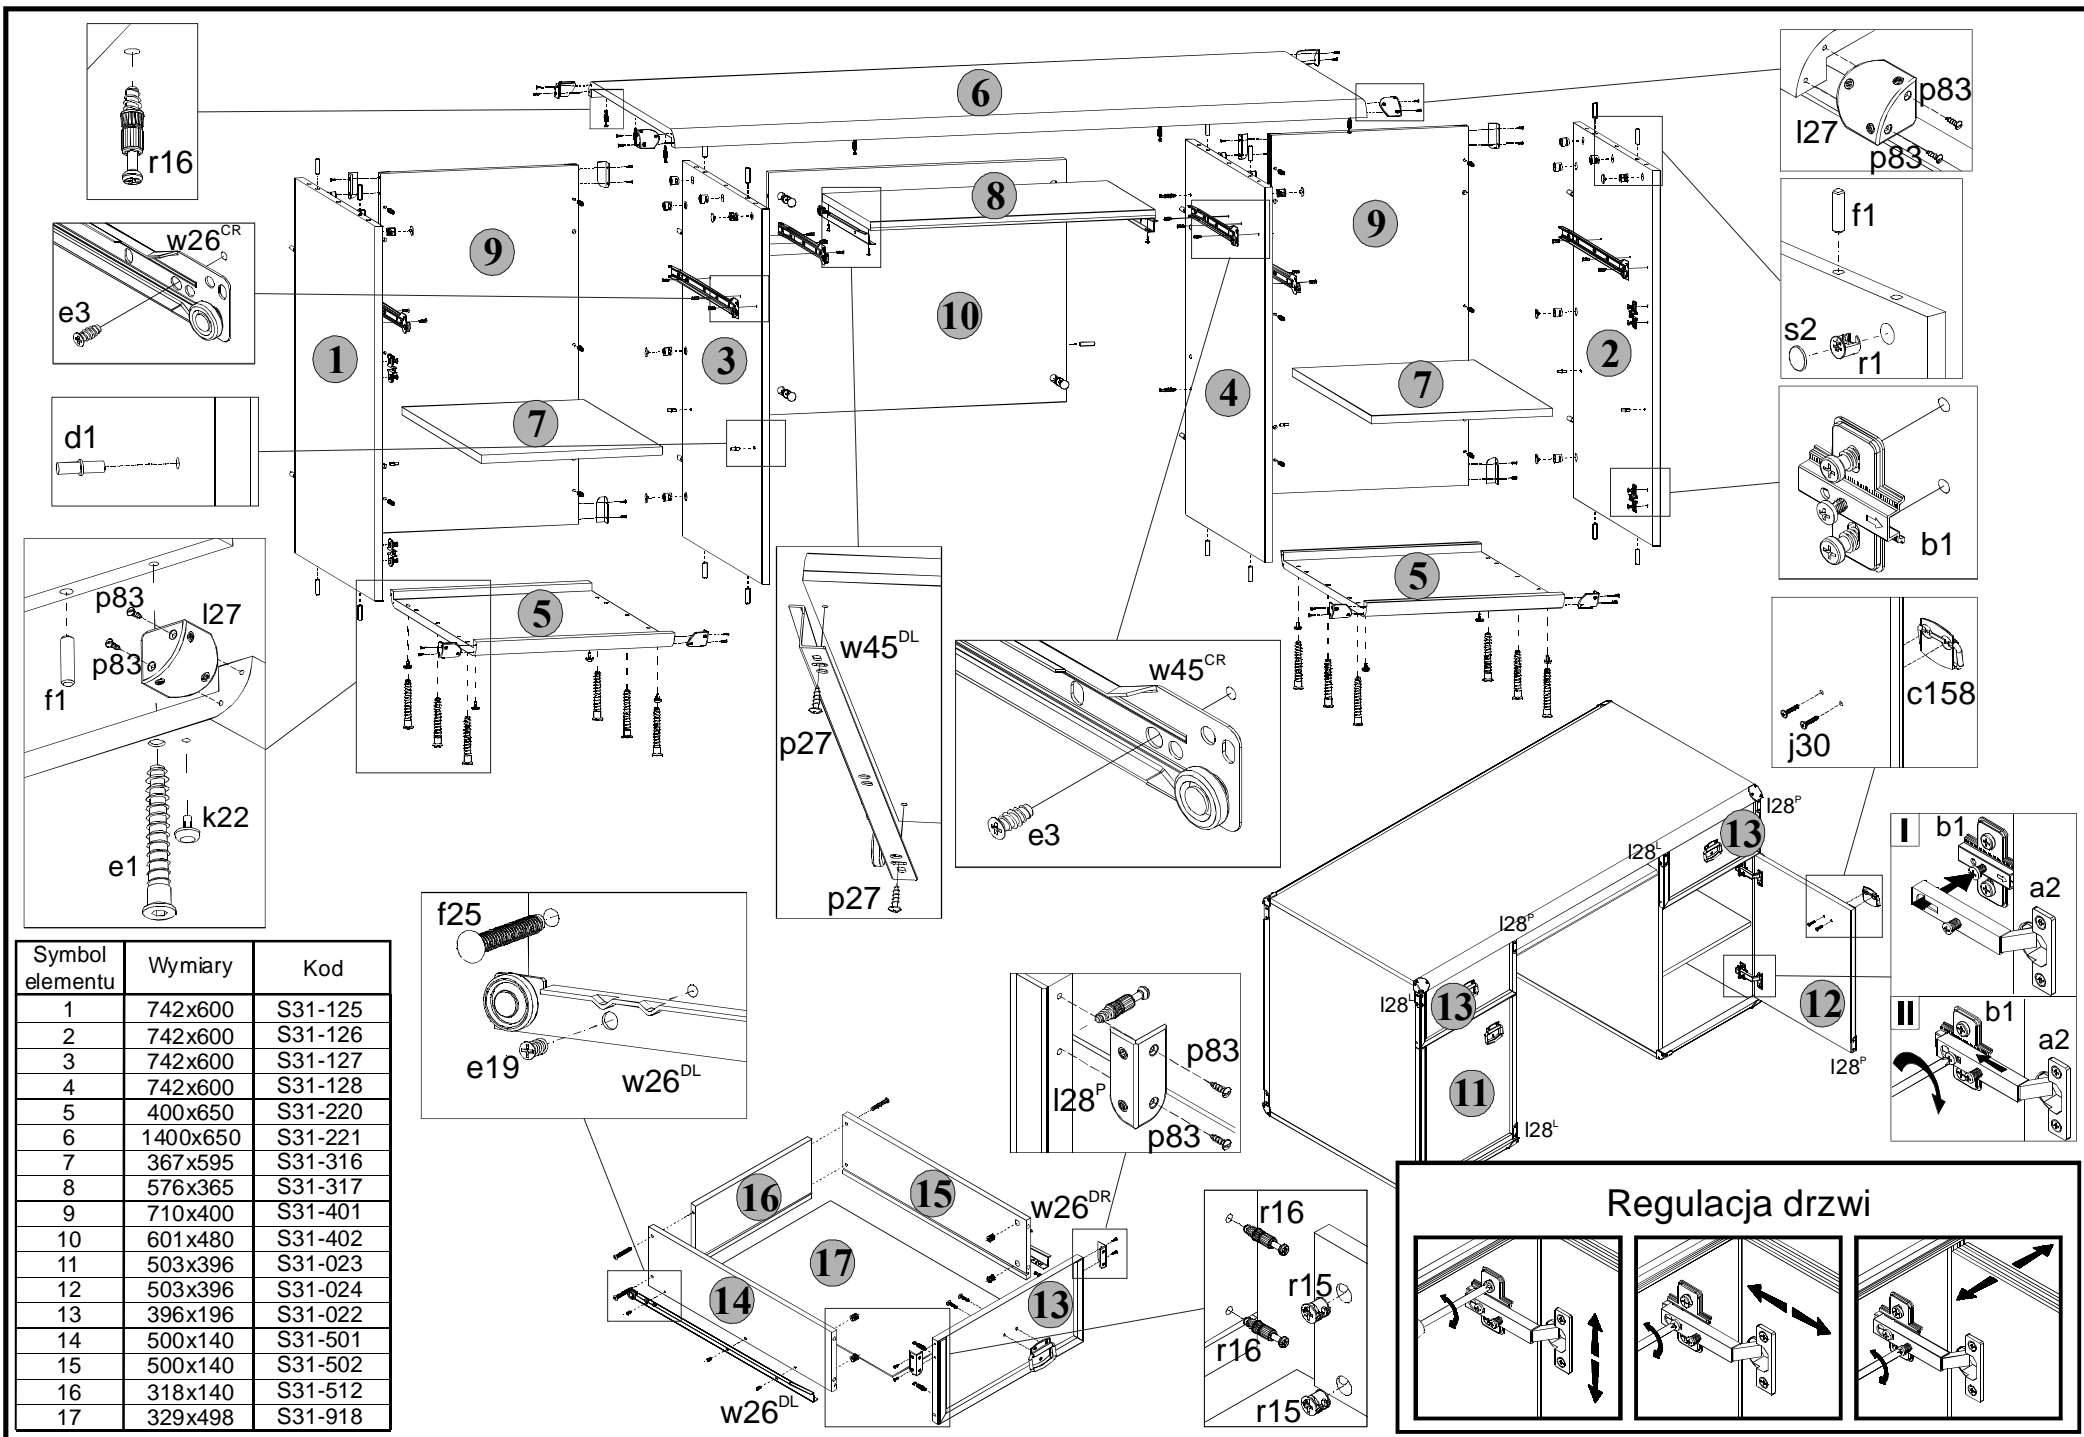 r16
6
p83
l27
p83
w26CR
e3
9
8
9
f1
s2
r1
1
3
10
4
2
7
7
d1
b1
5
5
p83
l27
p83
f1
k22
e1
w45DL
p27
p27
w45CR
e3
c158
j30
l28P
13
l28L
l28P
l28L
13
12
l28P
11
l28L
I
b1
a2
II
b1
a2
f25
e19
w26DL
l28P
p83
p83
16
15
w26DR
17
14
13
w26DL
r16
r15
r16
r15
Symbol elementu Wymiary Kod
1 742x600 S31-125
2 742x600 S31-126
3 742x600 S31-127
4 742x600 S31-128
5 400x650 S31-220
6 1400x650 S31-221
7 367x595 S31-316
8 576x365 S31-317
9 710x400 S31-401
10 601x480 S31-402
11 503x396 S31-023
12 503x396 S31-024
13 396x196 S31-022
14 500x140 S31-501
15 500x140 S31-502
16 318x140 S31-512
17 329x498 S31-918
Regulacja drzwi